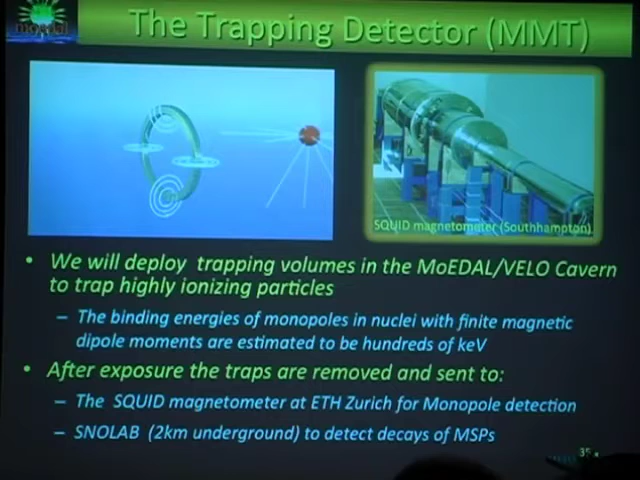 moedal
The Trapping Detector (MMT)
SQUID magnetometer (Southhampton)
• We will deploy trapping volumes in the MoEDAL/VELO Cavern
to trap highly ionizing particles
– The binding energies of monopoles in nuclei with finite magnetic
dipole moments are estimated to be hundreds of keV
• After exposure the traps are removed and sent to:
– The SQUID magnetometer at ETH Zurich for Monopole detection
– SNOLAB (2km underground) to detect decays of MSPs